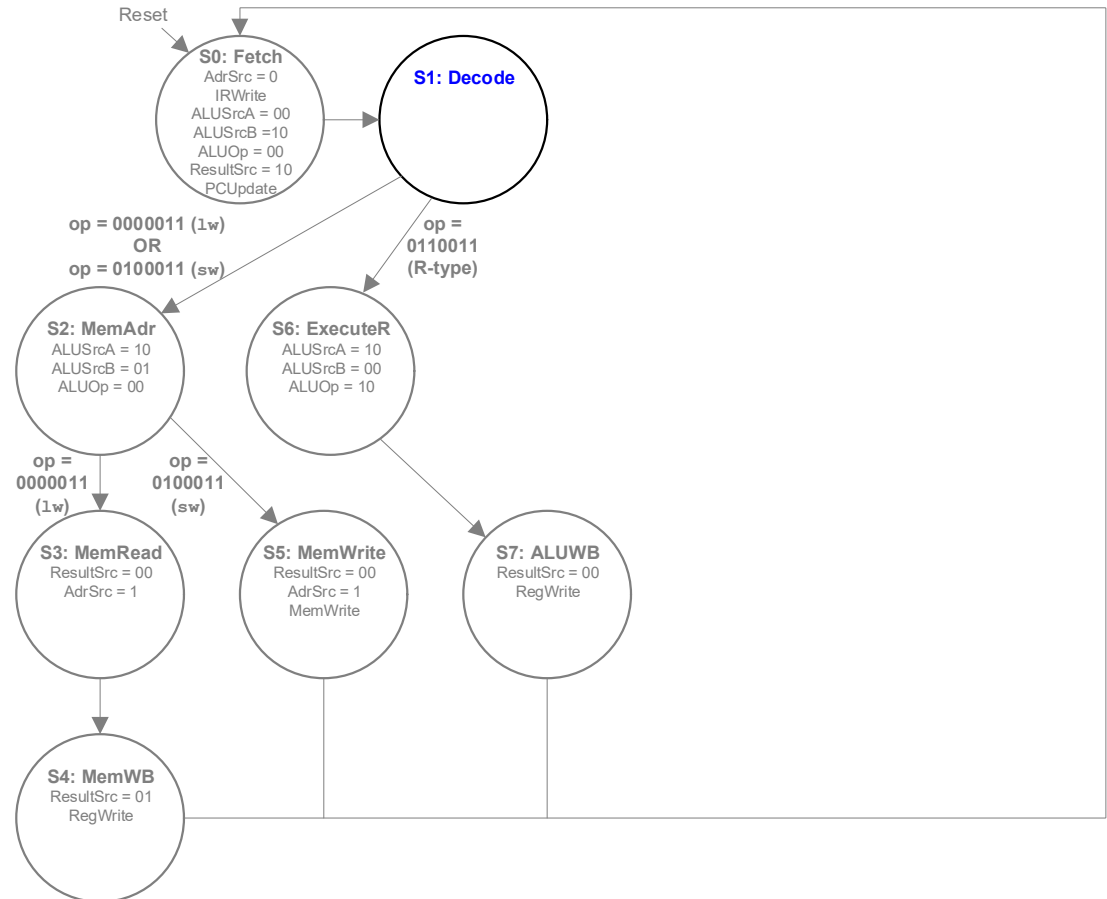 Reset
S0: Fetch
AdrSrc = 0
IRWrite
ALUSrcA = 00
ALUSrcB =10
ALUOp = 00
ResultSrc = 10
PCUpdate
S1: Decode
op = 0000011 (lw)
OR
op = 0100011 (sw)
op =
0110011
(R-type)
S2: MemAdr
ALUSrcA = 10
ALUSrcB = 01
ALUOp = 00
S6: ExecuteR
ALUSrcA = 10
ALUSrcB = 00
ALUOp = 10
op =
0000011
(lw)
op =
0100011
(sw)
S3: MemRead
ResultSrc = 00
AdrSrc = 1
S5: MemWrite
ResultSrc = 00
AdrSrc = 1
MemWrite
S7: ALUWB
ResultSrc = 00
RegWrite
S4: MemWB
ResultSrc = 01
RegWrite